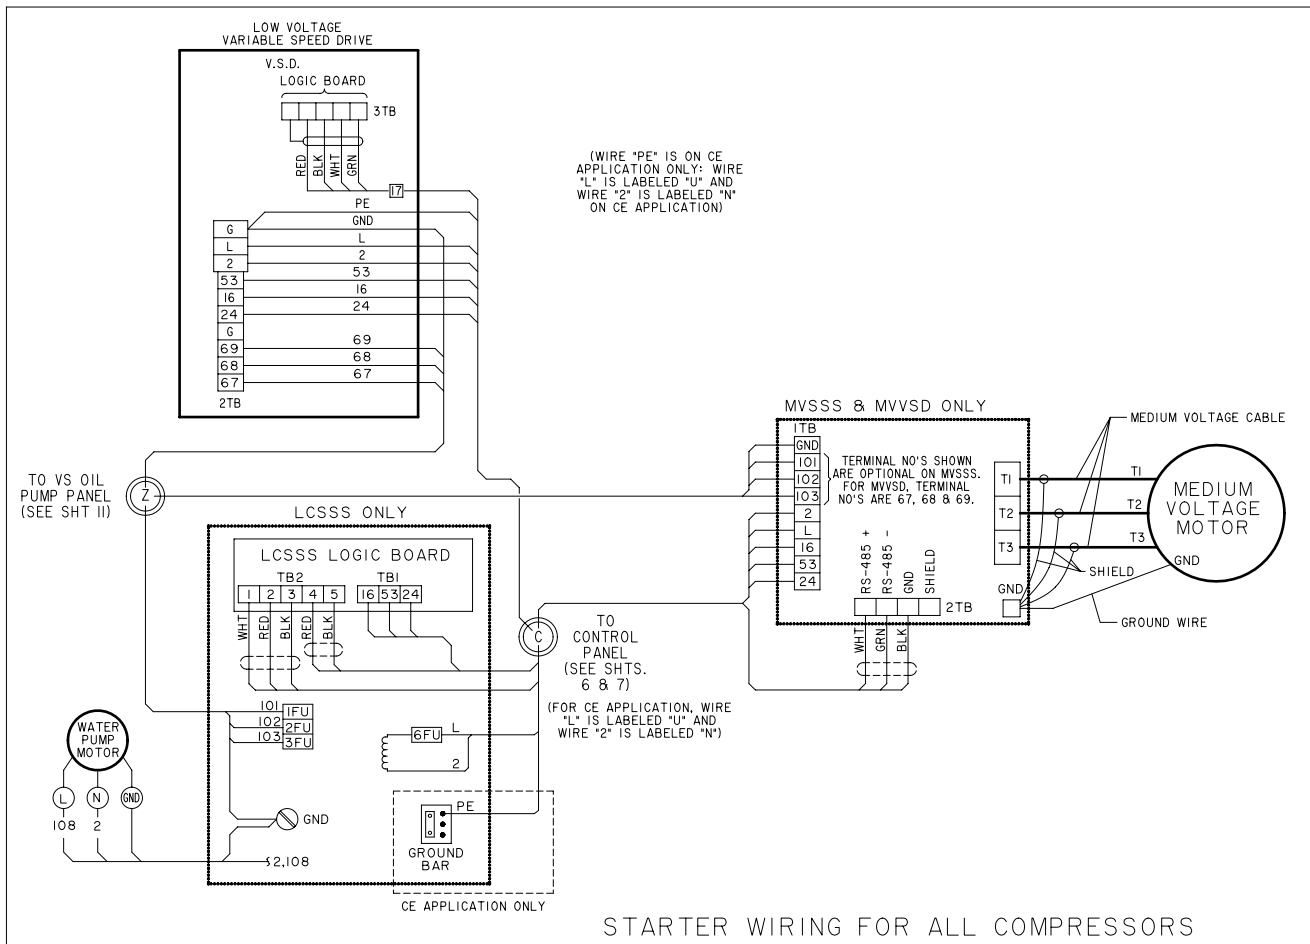 LOW VOLTAGE
VARIABLE SPEED DRIVE
V.S.D.
LOGIC BOARD
3TB
RED
BLK
WHT
GRN
17
PE
GND
G
L
L
2
2
53
53
16
16
24
24
G
69
69
68
68
67
67
2TB
(WIRE "PE" IS ON CE
APPLICATION ONLY: WIRE
"L" IS LABELED "U" AND
WIRE "2" IS LABELED "N"
ON CE APPLICATION)
TO VS OIL
PUMP PANEL
(SEE SHT 11)
Z
LCSSS ONLY
LCSSS LOGIC BOARD
TB2
TB1
1
2
3
4
5
16
53
24
WHT
RED
BLK
RED
BLK
C
TO
CONTROL
PANEL
(SEE SHTS.
6 & 7)
(FOR CE APPLICATION, WIRE
"L" IS LABELED "U" AND
WIRE "2" IS LABELED "N")
101
1FU
102
2FU
103
3FU
6FU
L
2
WATER
PUMP
MOTOR
L
N
GND
108
2
GND
2,108
PE
GROUND
BAR
CE APPLICATION ONLY
MVSSS & MVVSD ONLY
1TB
GND
101
102
103
2
L
16
53
24
TERMINAL NO'S SHOWN
ARE OPTIONAL ON MVSSS.
FOR MVVSD, TERMINAL
NO'S ARE 67, 68 & 69.
RS-485 +
RS-485 -
GND
SHIELD
2TB
WHT
GRN
BLK
T1
T2
T3
GND
MEDIUM VOLTAGE CABLE
T1
T2
T3
MEDIUM
VOLTAGE
MOTOR
GND
SHIELD
GROUND WIRE
STARTER WIRING FOR ALL COMPRESSORS